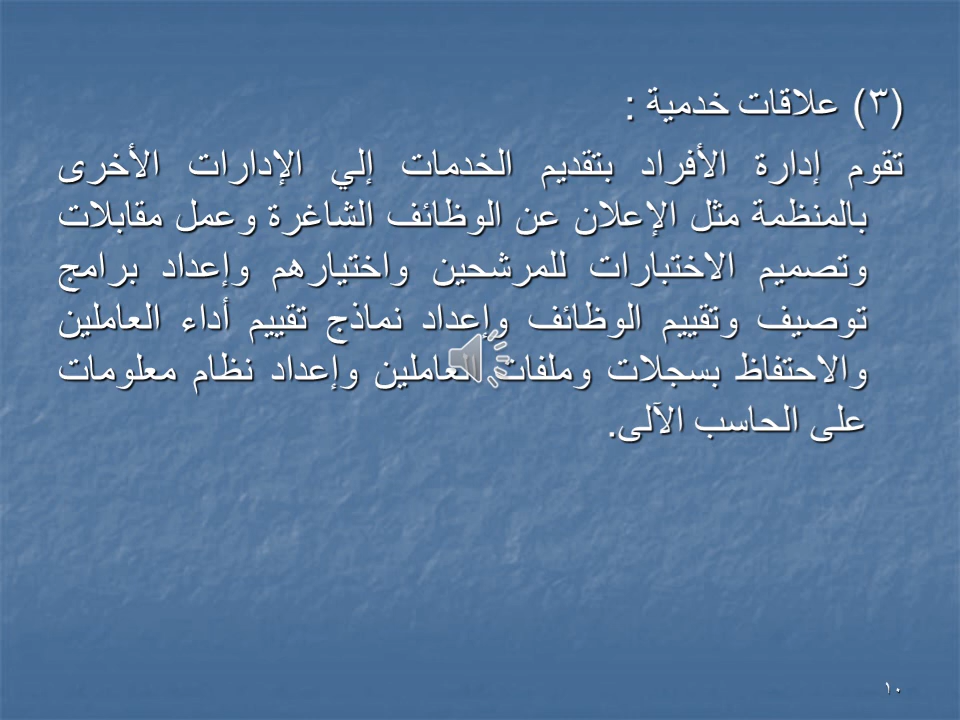 (٣) علاقات خدمية :
تقوم إدارة الأفراد بتقديم الخدمات إلي الإدارات الأخرى
بالمنظمة مثل الإعلان عن الوظائف الشاغرة وعمل مقابلات
وتصميم الاختبارات للمرشحين واختيارهم وإعداد برامج
توصيف وتقييم الوظائف وإعداد نماذج تقييم أداء العاملين
والاحتفاظ بسجلات وملفات العاملين وإعداد نظام معلومات
على الحاسب الآلى.
١٠